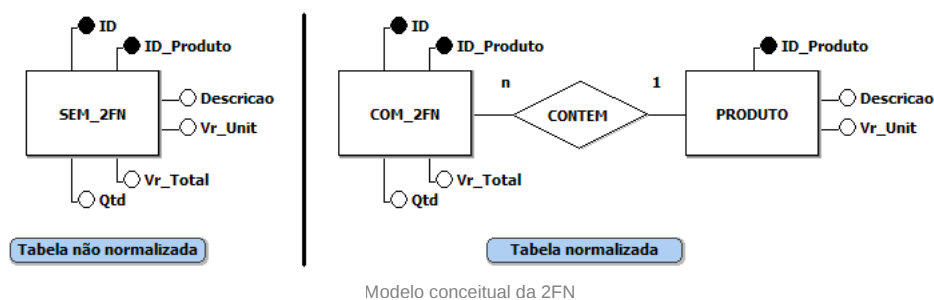 ID
ID_Produto
SEM_2FN
Descricao
Vr_Unit
Vr_Total
Qtd
Tabela não normalizada
ID
ID_Produto
COM_2FN
n
CONTEM
1
Vr_Total
Qtd
ID_Produto
PRODUTO
Descricao
Vr_Unit
Tabela normalizada
Modelo conceitual da 2FN